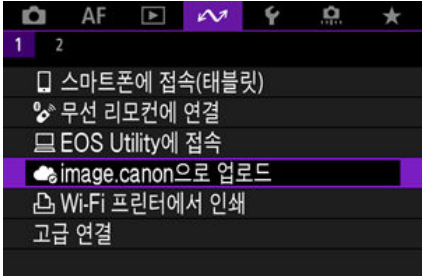 AF
1 2
스마트폰에 접속(태블릿)
무선 리모컨에 연결
EOS Utility에 접속
image.canon으로 업로드
Wi-Fi 프린터에서 인쇄
고급 연결